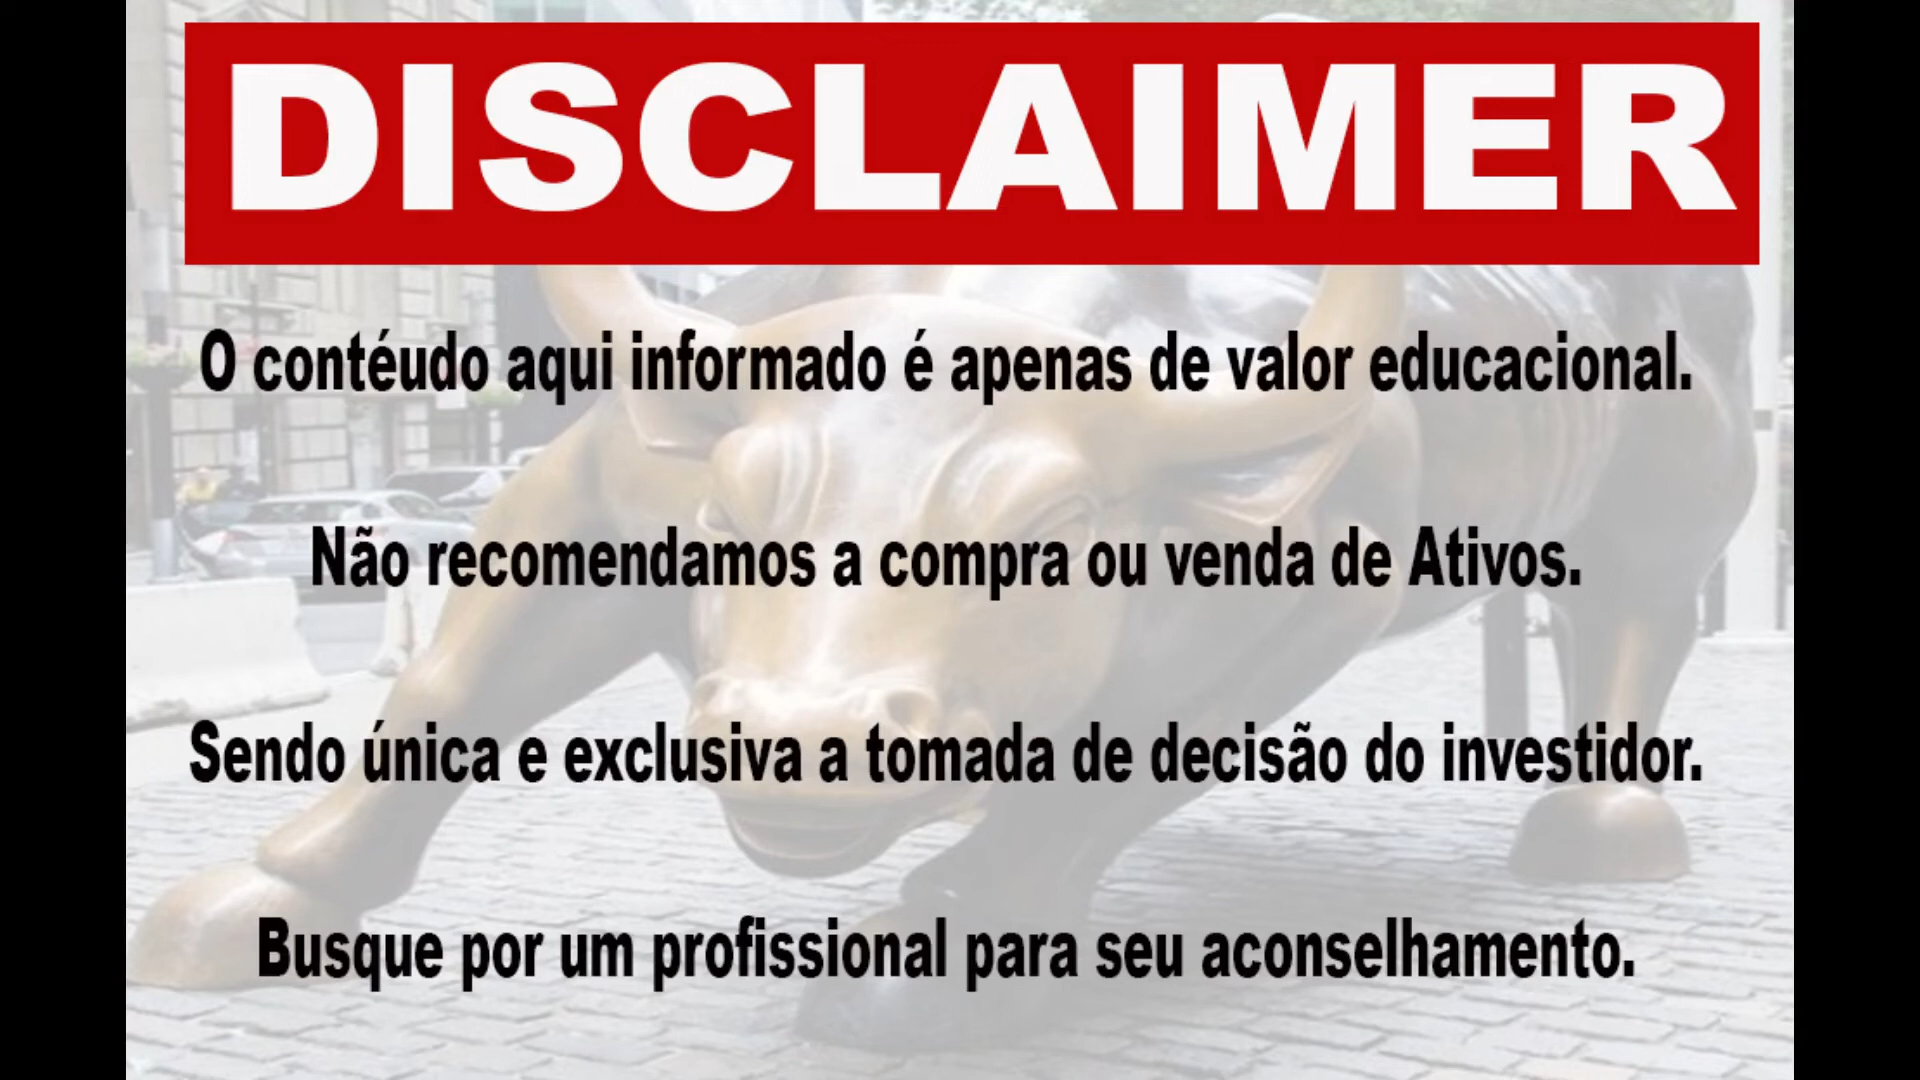 DISCLAIMER
O contéudo aqui informado é apenas de valor educacional.
Não recomendamos a compra ou venda de Ativos.
Sendo única e exclusiva a tomada de decisão do investidor.
Busque por um profissional para seu aconselhamento.